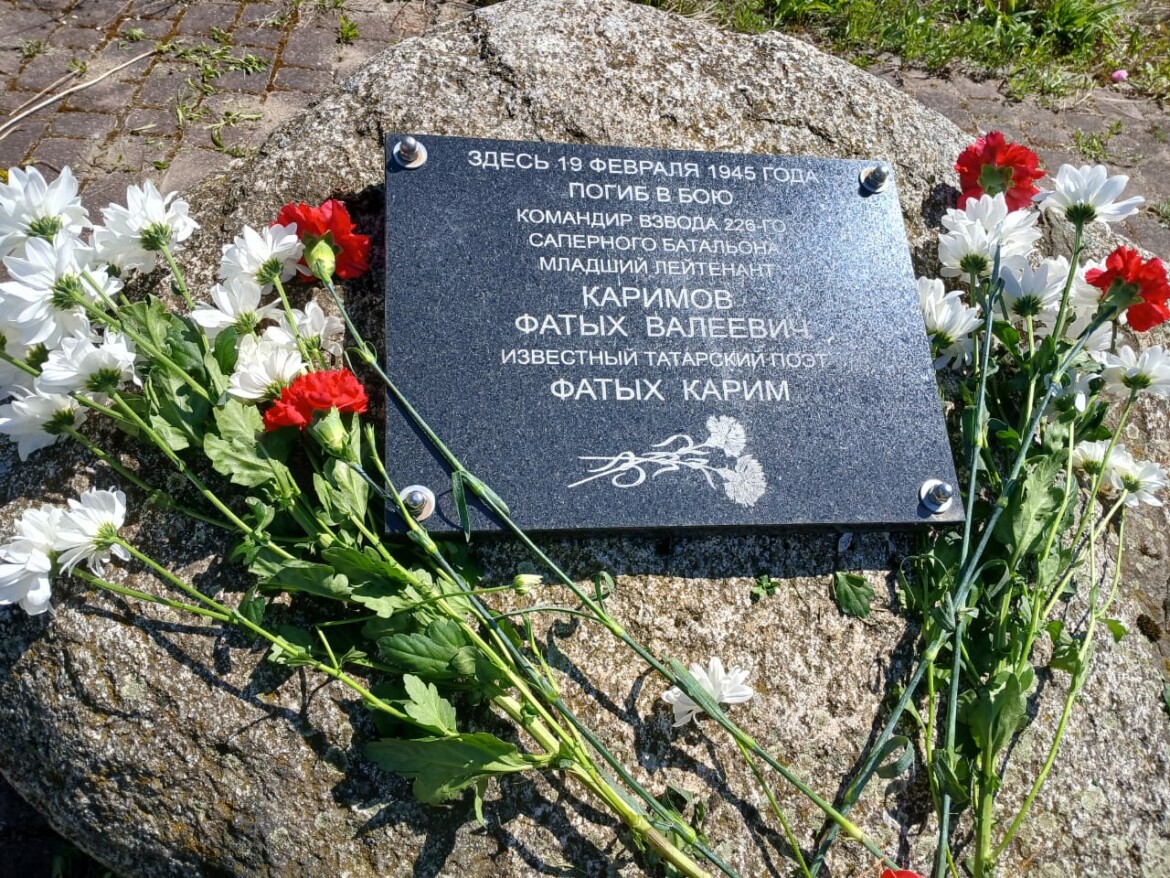 ЗДЕСЬ 19 ФЕВРАЛЯ 1945 ГОДА
ПОГИБ В БОЮ
КОМАНДИР ВЗВОДА 226-ГО
САПЕРНОГО БАТАЛЬОНА
МЛАДШИЙ ЛЕЙТЕНАНТ
КАРИМОВ
ФАТЫХ ВАЛЕЕВИЧ
ИЗВЕСТНЫЙ ТАТАРСКИЙ ПОЭТ
ФАТЫХ КАРИМ